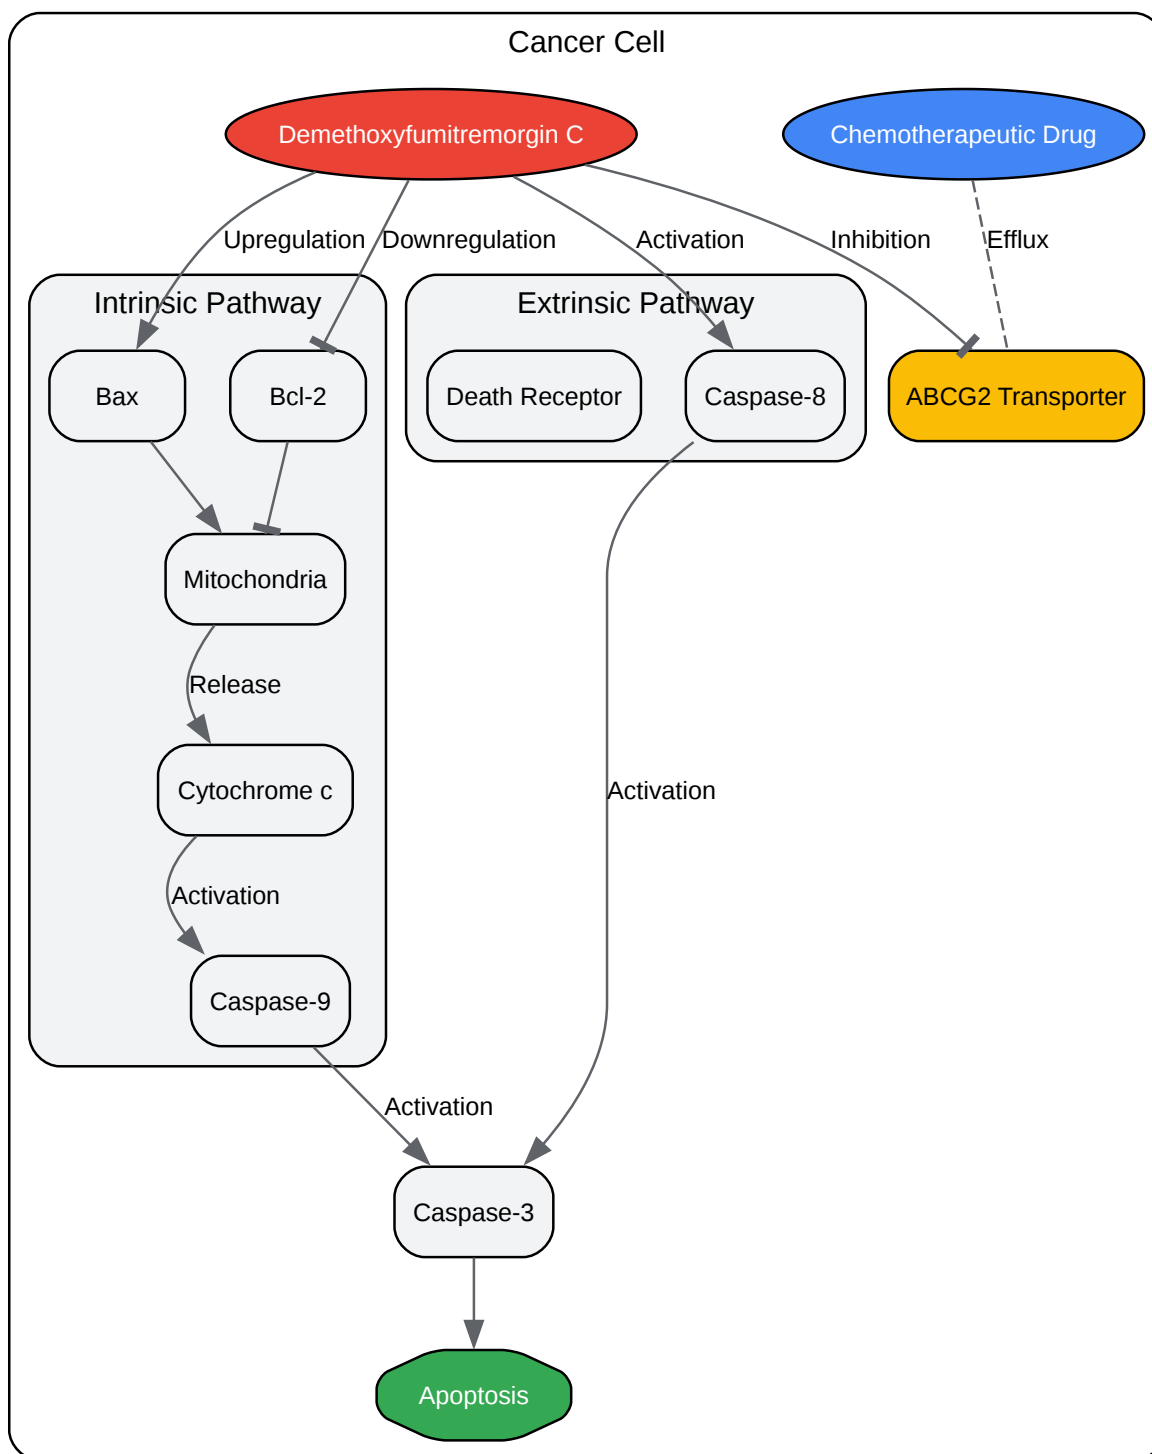 Cancer Cell
Demethoxyfumitremorgin C
Chemotherapeutic Drug
Upregulation
Downregulation
Activation
Inhibition
Efflux
Intrinsic Pathway
Extrinsic Pathway
Bax
Bcl-2
Death Receptor
Caspase-8
ABCG2 Transporter
Mitochondria
Release
Cytochrome c
Activation
Activation
Caspase-9
Activation
Caspase-3
Apoptosis